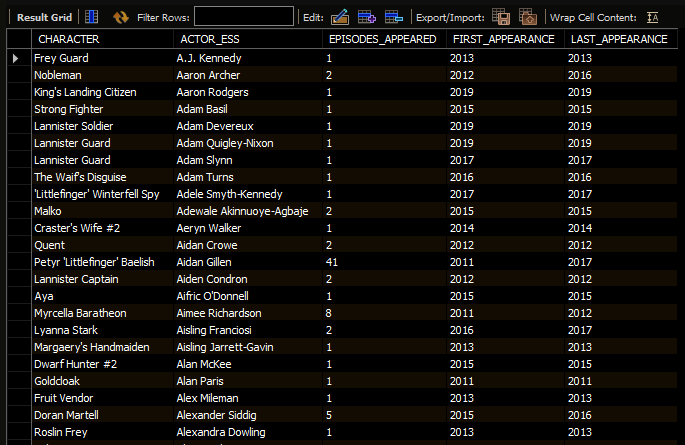 Result Grid Filter Rows: Edit: Export/Import: Wrap Cell Content: IA
CHARACTER ACTOR_ESS EPISODES_APPEARED FIRST_APPEARANCE LAST_APPEARANCE
Frey Guard A.J. Kennedy 1 2013 2013
Nobleman Aaron Archer 2 2012 2016
King's Landing Citizen Aaron Rodgers 1 2019 2019
Strong Fighter Adam Basil 1 2015 2015
Lannister Soldier Adam Devereux 1 2019 2019
Lannister Guard Adam Quigley-Nixon 1 2019 2019
Lannister Guard Adam Slynn 1 2017 2017
The Waif's Disguise Adam Turns 1 2016 2016
'Littlefinger' Winterfell Spy Adele Smyth-Kennedy 1 2017 2017
Malko Adewale Akinnuoye-Agbaje 2 2015 2015
Craster's Wife #2 Aeryn Walker 1 2014 2014
Quent Aidan Crowe 2 2012 2012
Petyr 'Littlefinger' Baelish Aidan Gillen 41 2011 2017
Lannister Captain Aiden Condron 2 2012 2012
Aya Aifric O'Donnell 1 2015 2015
Myrcella Baratheon Aimee Richardson 8 2011 2012
Lyanna Stark Aisling Franciosi 2 2016 2017
Margaery's Handmaiden Aisling Jarrett-Gavin 1 2013 2013
Dwarf Hunter #2 Alan McKee 1 2015 2015
Goldcloak Alan Paris 1 2011 2011
Fruit Vendor Alex Mileman 1 2013 2013
Doran Martell Alexander Siddig 5 2015 2016
Roslin Frey Alexandra Dowling 1 2013 2013